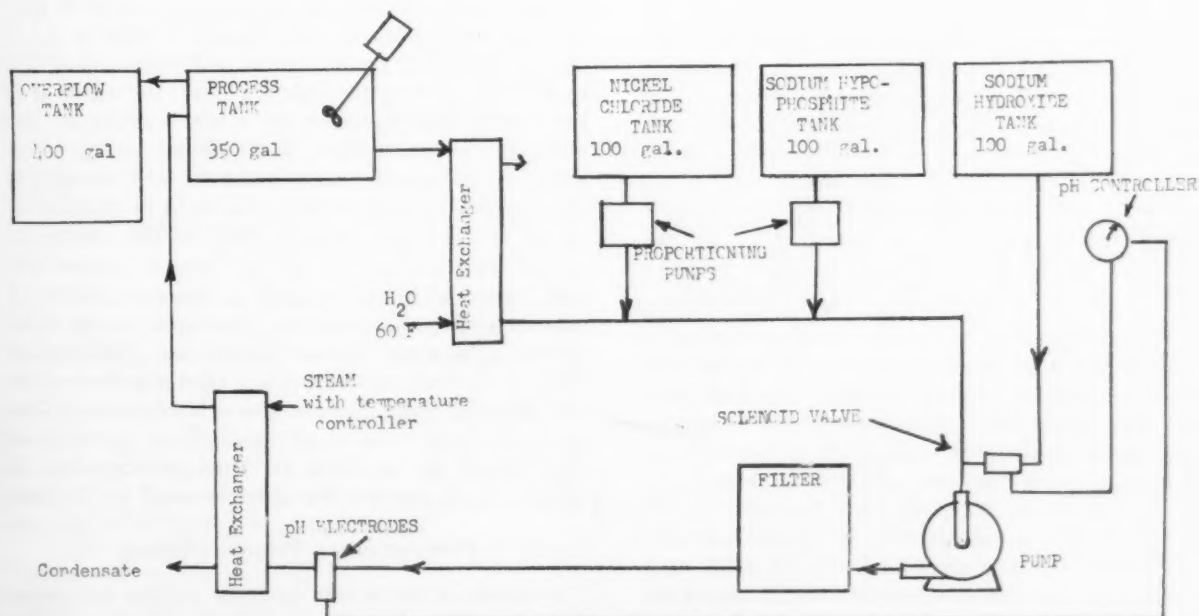 OVERFLOW
TANK
400 gal
PROCESS
TANK
350 gal
NICKEL
CHLORIDE
TANK
100 gal.
SODIUM HYPO-
PHOSPHITE
TANK
100 gal.
SODIUM
HYDROXIDE
TANK
100 gal.
pH CONTROLLER
PROPORTIONING
PUMPS
Heat Exchanger
H2O
60 F
STEAM
with temperature
controller
SOLENOID VALVE
FILTER
Heat Exchanger
pH ELECTRODES
PUMP
Condensate